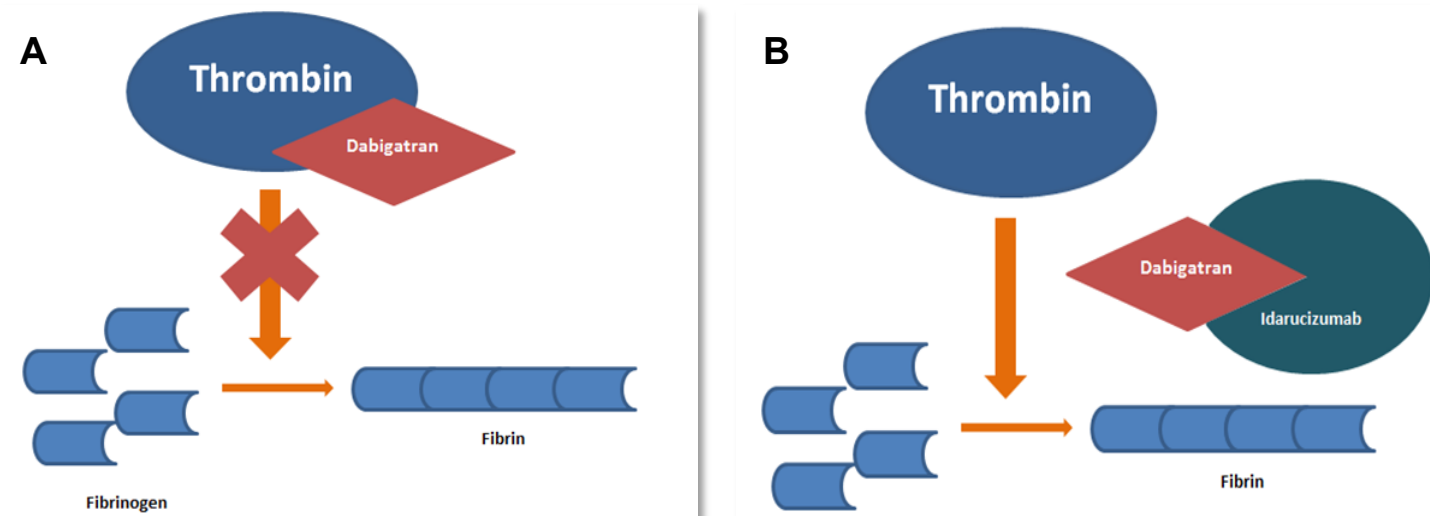 A
Thrombin
Dabigatran
Fibrin
Fibrinogen
B
Thrombin
Dabigatran
Idarucizumab
Fibrin